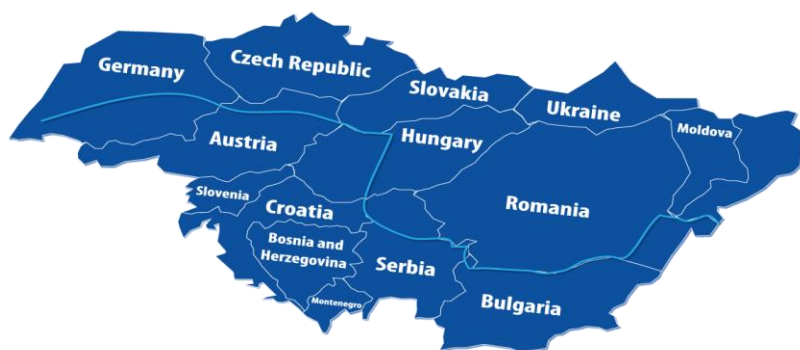 Germany
Czech Republic
Slovakia
Ukraine
Moldova
Austria
Hungary
Slovenia
Croatia
Romania
Bosnia and
Herzegovina
Serbia
Montenegro
Bulgaria